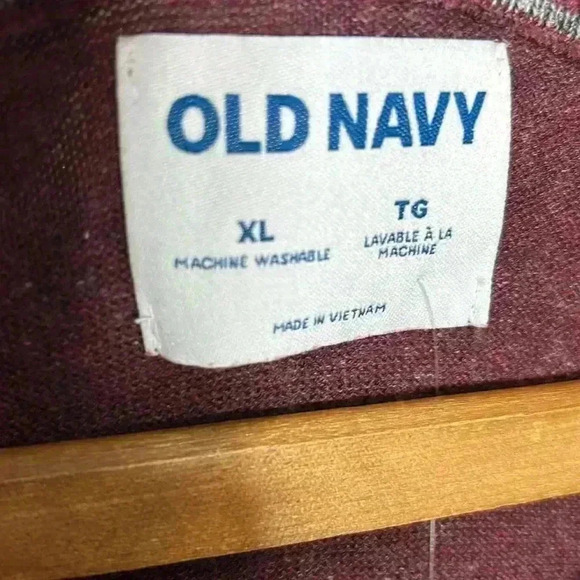 OLD NAVY
XL
MACHINE WASHABLE
TG
LAVABLE À LA
MACHINE
MADE IN VIETNAM